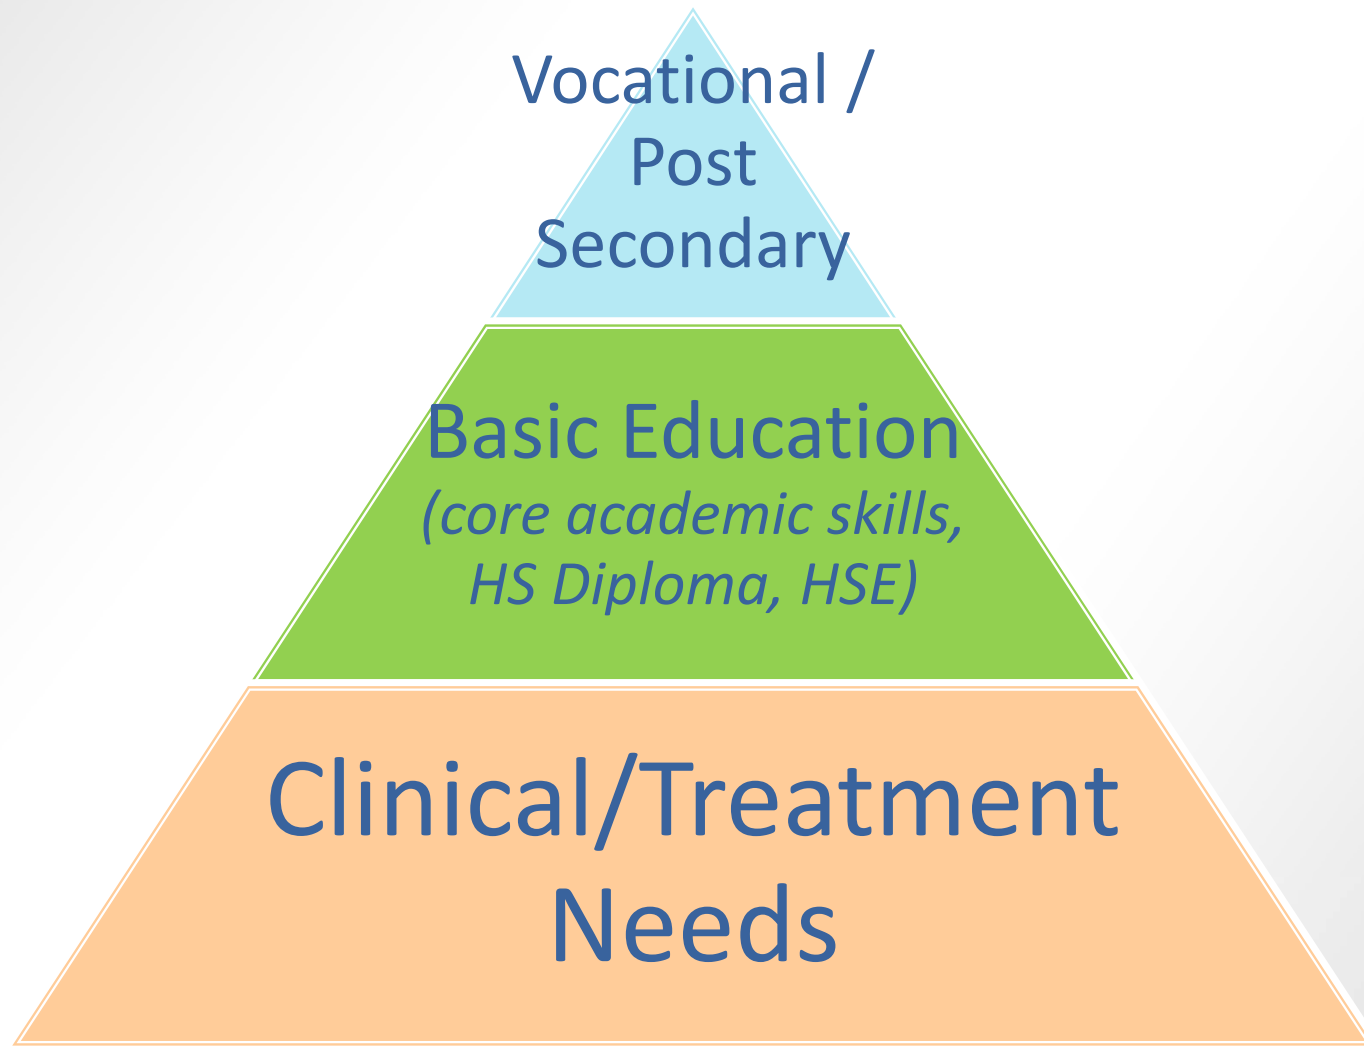 Vocational /
Post
Secondary
Basic Education
(core academic skills,
HS Diploma, HSE)
Clinical/Treatment
Needs